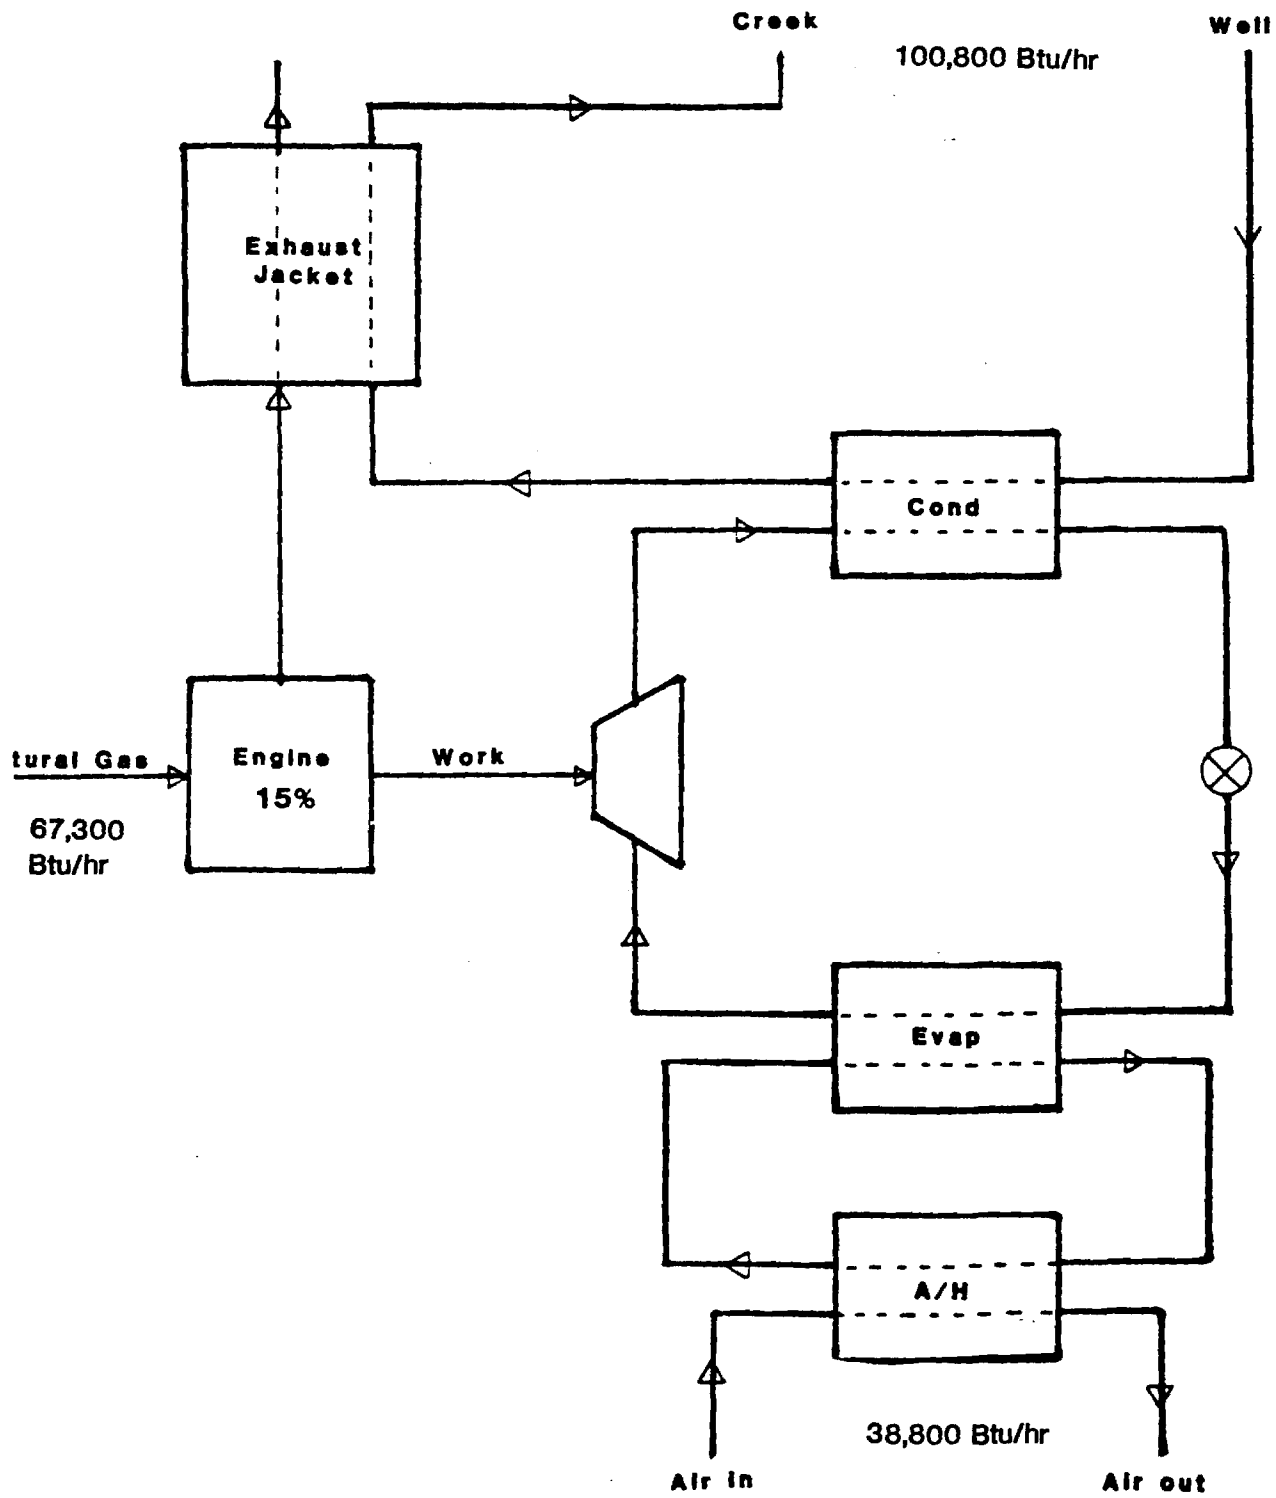 Creek
100,800 Btu/hr
Well
Exhaust
Jacket
Cond
tural Gas
Engine
15%
Work
67,300
Btu/hr
Evap
A/H
38,800 Btu/hr
Air in
Air out